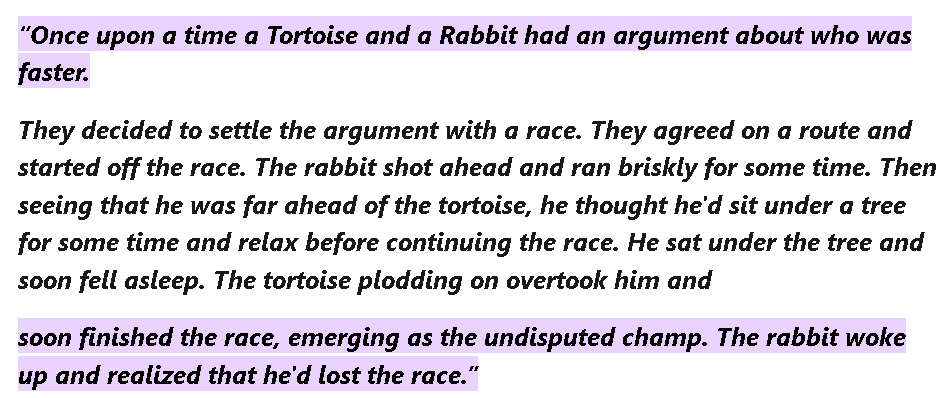 “Once upon a time a Tortoise and a Rabbit had an argument about who was
faster.
They decided to settle the argument with a race. They agreed on a route and
started off the race. The rabbit shot ahead and ran briskly for some time. Then
seeing that he was far ahead of the tortoise, he thought he'd sit under a tree
for some time and relax before continuing the race. He sat under the tree and
soon fell asleep. The tortoise plodding on overtook him and
soon finished the race, emerging as the undisputed champ. The rabbit woke
up and realized that he'd lost the race.”